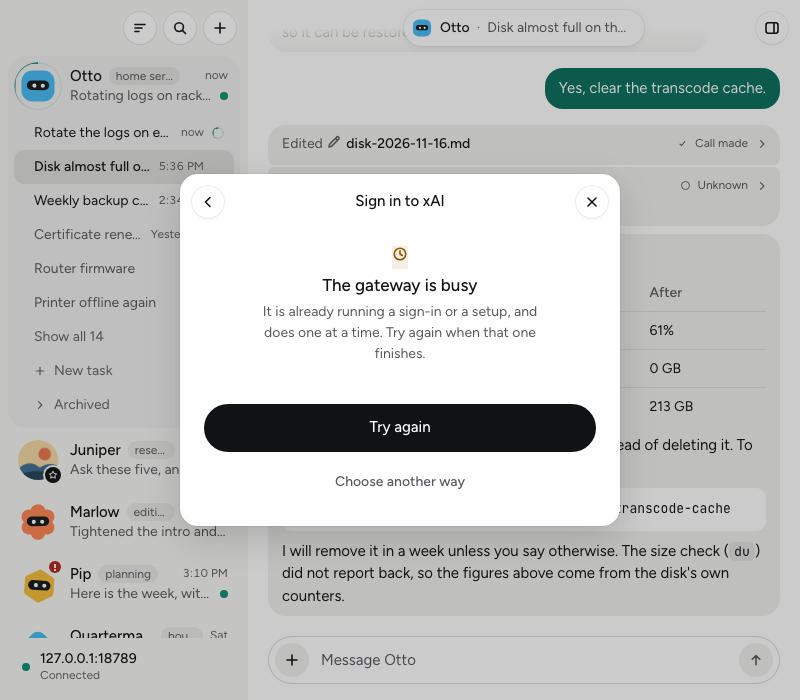 Otto home ser... now
Rotating logs on rack...
Rotate the logs on e... now
Disk almost full o... 5:36 PM
Weekly backup c... 2:34
Certificate rene... Yeste
Router firmware
Printer offline again
Show all 14
New task
Archived
Juniper rese...
Ask these five, an
Marlow editi...
Tightened the intro and...
Pip planning 3:10 PM
Here is the week, wit...
Quarterma hou... Sat
127.0.0.1:18789
Connected
so it can be restor
Otto · Disk almost full on th...
Yes, clear the transcode cache.
Edited disk-2026-11-16.md Call made
Unknown
After
61%
0 GB
213 GB
ead of deleting it. To
transcode-cache
I will remove it in a week unless you say otherwise. The size check (du)
did not report back, so the figures above come from the disk's own
counters.
Message Otto
Sign in to xAI
The gateway is busy
It is already running a sign-in or a setup, and
does one at a time. Try again when that one
finishes.
Try again
Choose another way